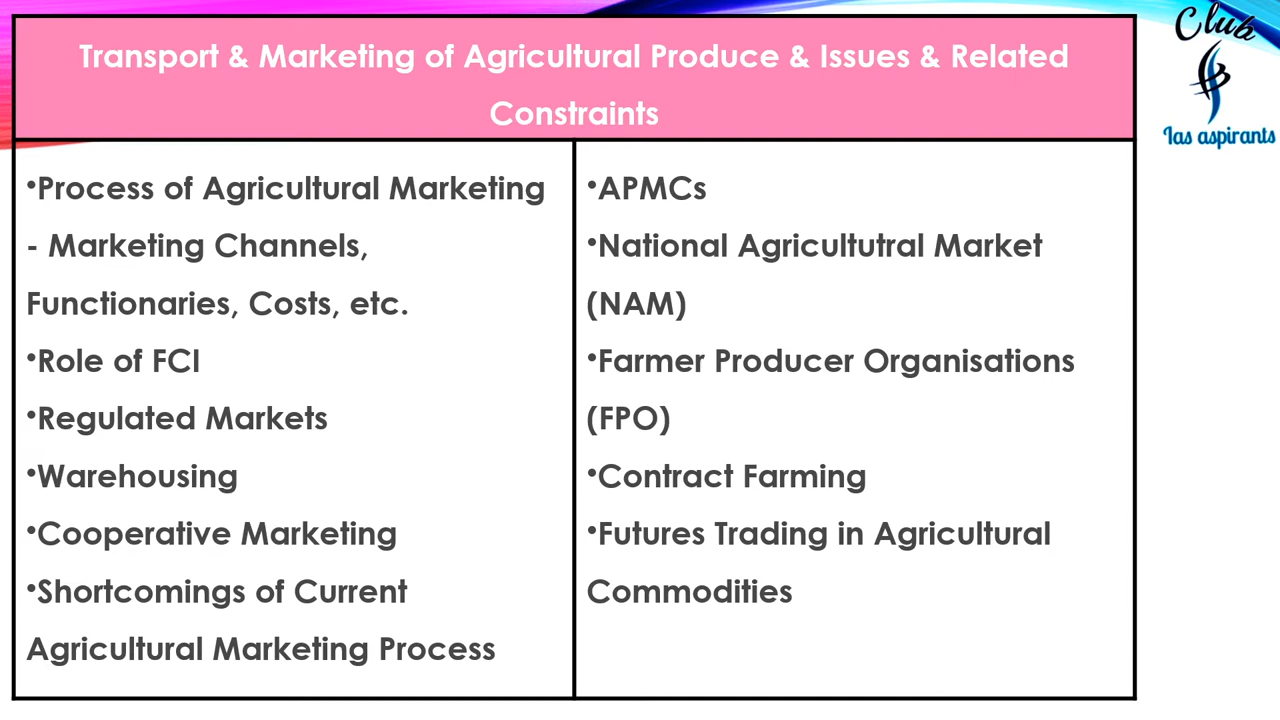 Transport & Marketing of Agricultural Produce & Issues & Related
Constraints
•Process of Agricultural Marketing
- Marketing Channels,
Functionaries, Costs, etc.
•Role of FCI
•Regulated Markets
•Warehousing
•Cooperative Marketing
•Shortcomings of Current
Agricultural Marketing Process
•APMCs
•National Agricultutral Market
(NAM)
•Farmer Producer Organisations
(FPO)
•Contract Farming
•Futures Trading in Agricultural
Commodities
Club
Ias aspirants